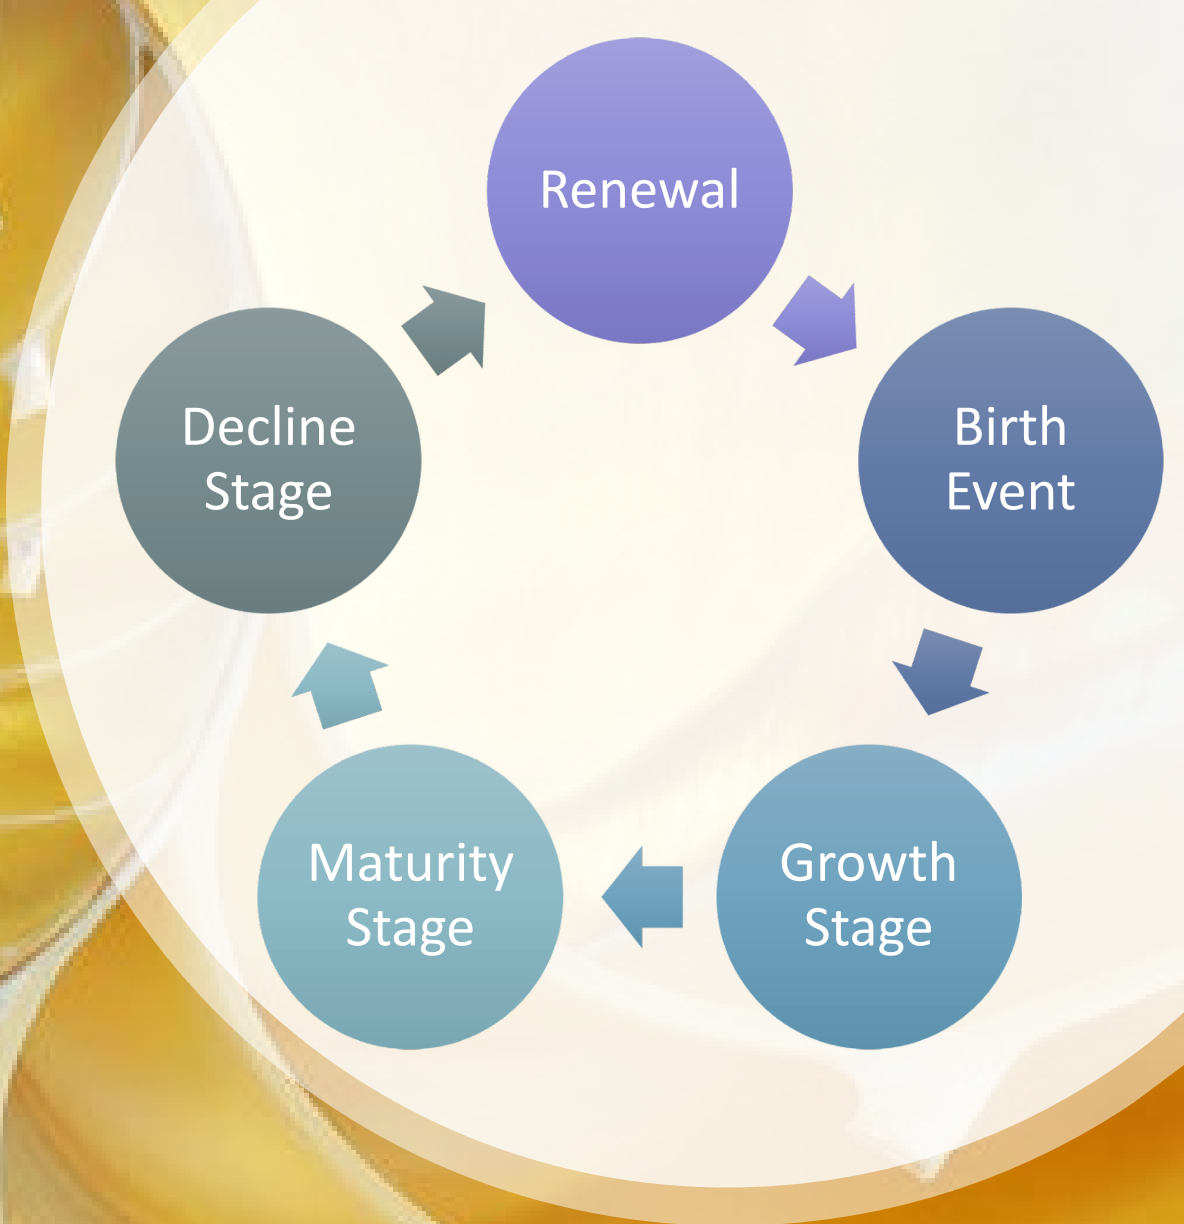 Renewal
Birth
Event
Growth
Stage
Maturity
Stage
Decline
Stage